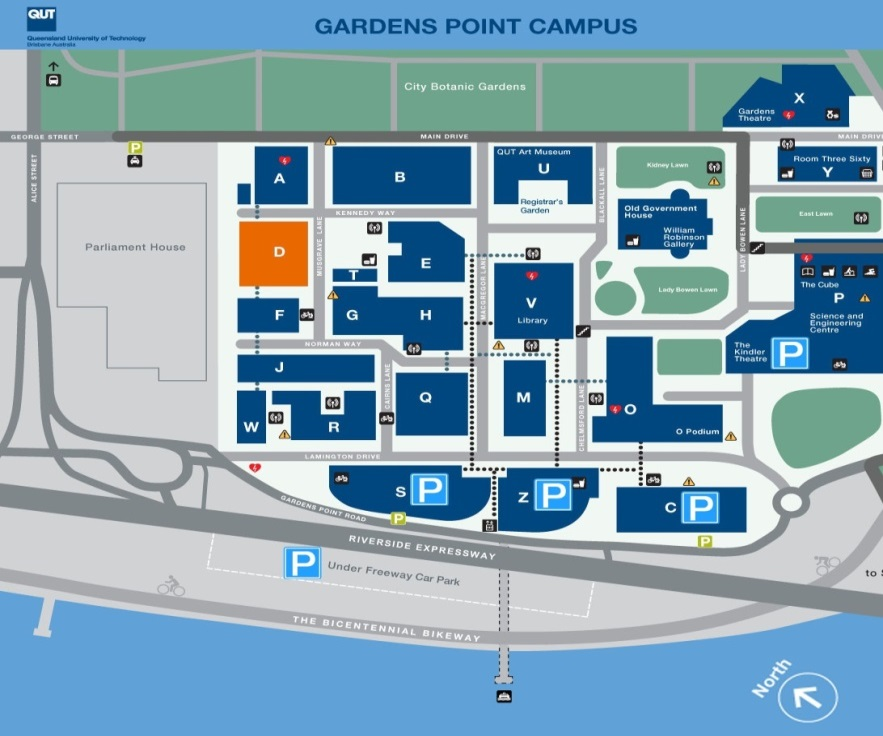 QUT
Queensland University of Technology
Brisbane Australia
GARDENS POINT CAMPUS
City Botanic Gardens
X
Gardens
Theatre
GEORGE STREET
MAIN DRIVE
MAIN DRIVE
P
ALICE STREET
A
B
QUT Art Museum
U
Registrar's
Garden
BLACKALL LANE
Kidney Lawn
Room Three Sixty
Y
Old Government
House
William
Robinson
Gallery
LADY BOWEN LANE
East Lawn
KENNEDY WAY
MUSGRAVE LANE
Parliament House
D
E
T
MACGREGOR LANE
V
Library
Lady Bowen Lawn
The Cube
P
Science and
Engineering
Centre
The
Kindler
Theatre
P
F
G
H
NORMAN WAY
J
CAIRNS LANE
Q
M
CHELMSFORD LANE
O
O Podium
W
R
LAMINGTON DRIVE
S
P
Z
P
C
P
GARDENS POINT ROAD
P
P
RIVERSIDE EXPRESSWAY
P
Under Freeway Car Park
to S
THE BICENTENNIAL BIKEWAY
North